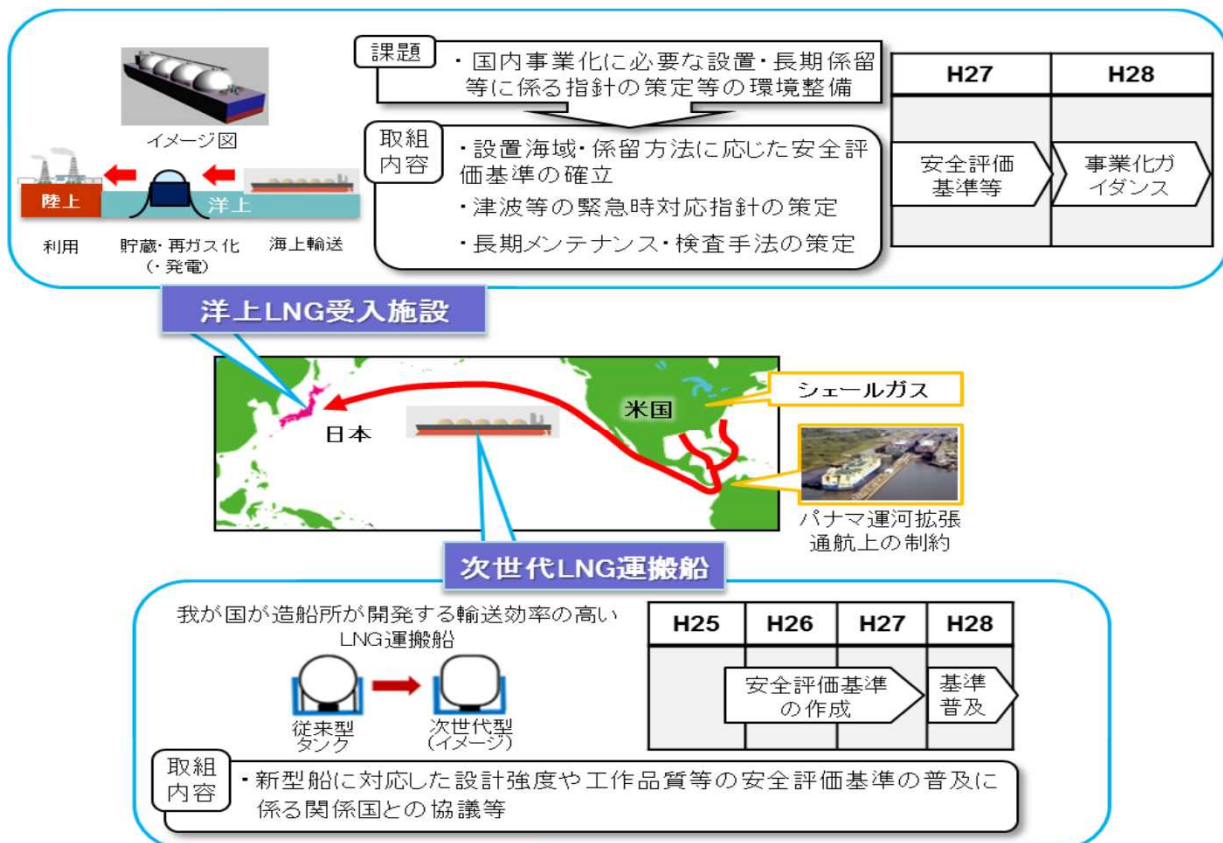 イメージ図
陸上
洋上
利用
貯蔵・再ガス化
(・発電)
海上輸送
課題
・国内事業化に必要な設置・長期係留
等に係る指針の策定等の環境整備
取組
内容
・設置海域・係留方法に応じた安全評
価基準の確立
・津波等の緊急時対応指針の策定
・長期メンテナンス・検査手法の策定
H27
H28
安全評価
基準等
事業化ガ
イダンス
洋上LNG受入施設
日本
米国
シェールガス
パナマ運河拡張
通航上の制約
次世代LNG運搬船
我が国が造船所が開発する輸送効率の高い
LNG運搬船
従来型
タンク
次世代型
(イメージ)
H25
H26
H27
H28
安全評価基準
の作成
基準
普及
取組
内容
・新型船に対応した設計強度や工作品質等の安全評価基準の普及に
係る関係国との協議等